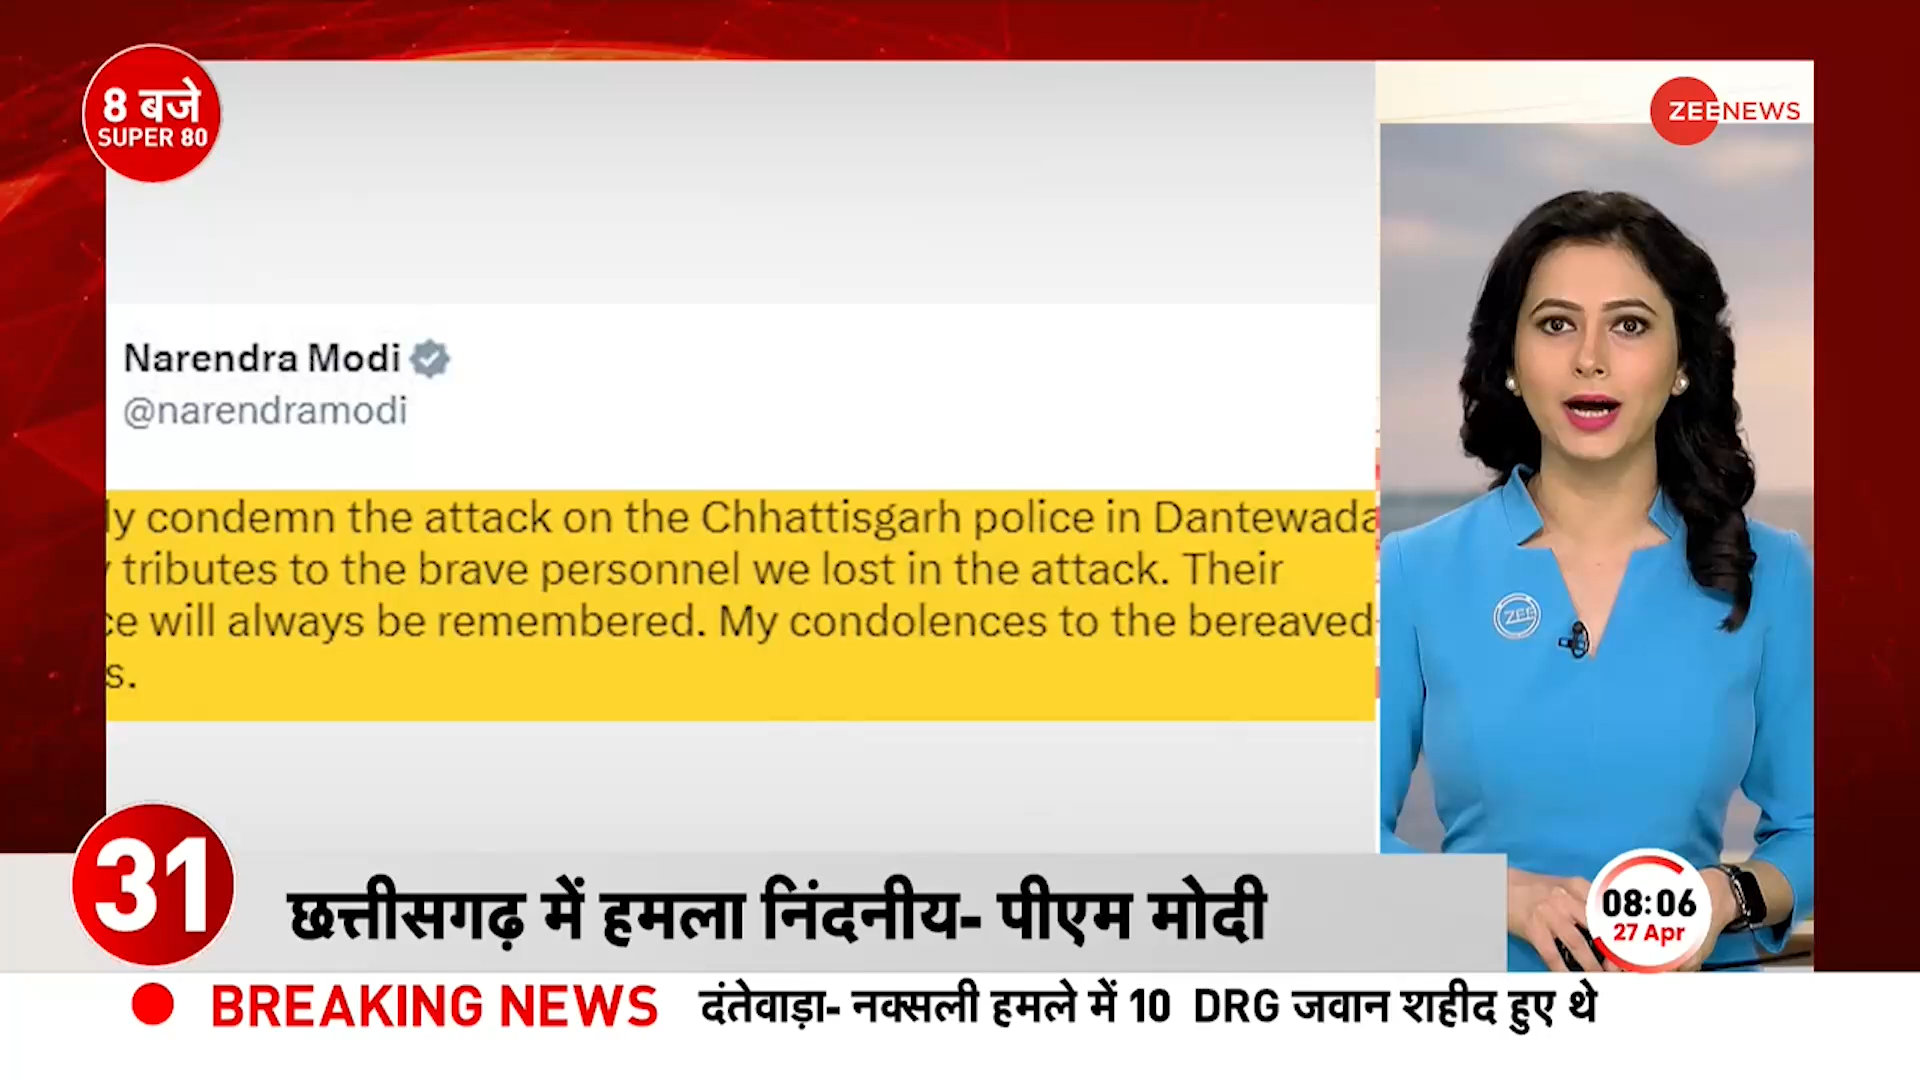 8 बजे
SUPER 80
ZEENEWS
Narendra Modi
@narendramodi
ly condemn the attack on the Chhattisgarh police in Dantewada
tributes to the brave personnel we lost in the attack. Their
ce will always be remembered. My condolences to the bereaved
s.
ZEE
31
छत्तीसगढ़ में हमला निंदनीय- पीएम मोदी
08:06
27 Apr
BREAKING NEWS दंतेवाड़ा- नक्सली हमले में 10 DRG जवान शहीद हुए थे